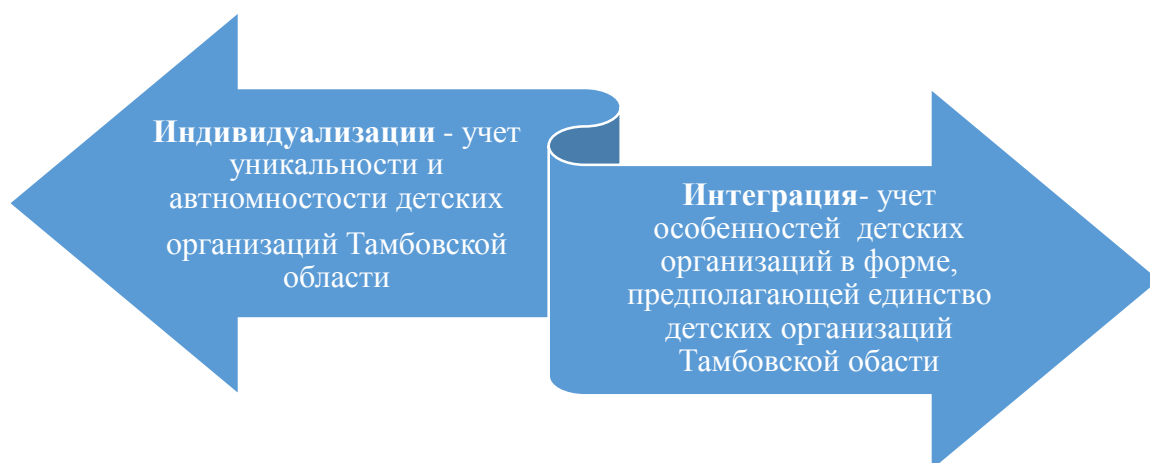 Индивидуализации - учет
уникальности и
автномностости детских
организаций Тамбовской
области
Интеграция- учет
особенностей детских
организаций в форме,
предполагающей единство
детских организаций
Тамбовской обасти